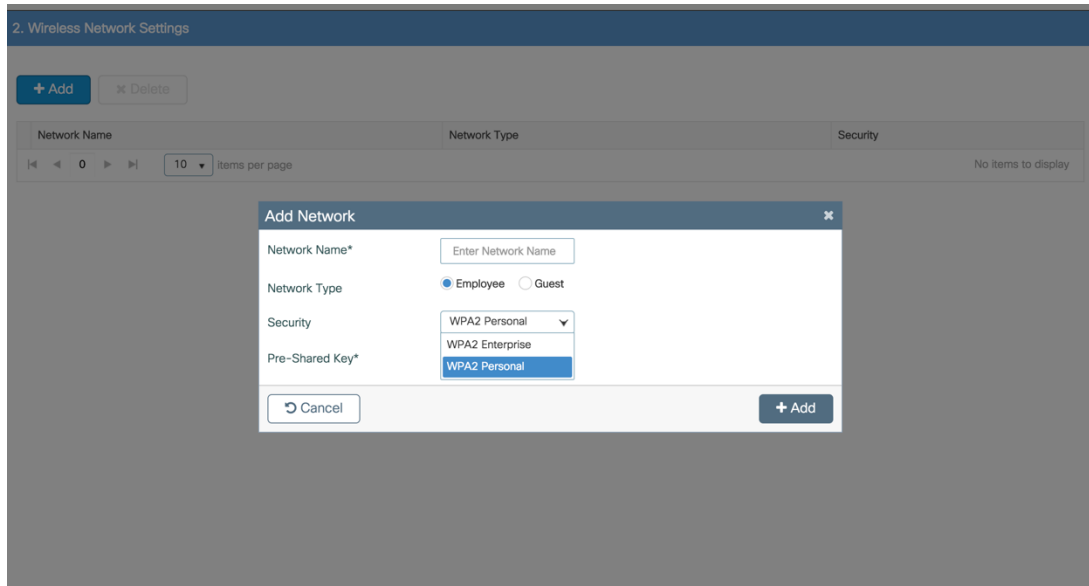 2. Wireless Network Settings
+ Add
✖ Delete
Network Name
Network Type
Security
0
10
items per page
No items to display
Add Network
Network Name*
Enter Network Name
Network Type
Employee
Guest
Security
WPA2 Personal
WPA2 Enterprise
WPA2 Personal
Pre-Shared Key*
Cancel
+ Add